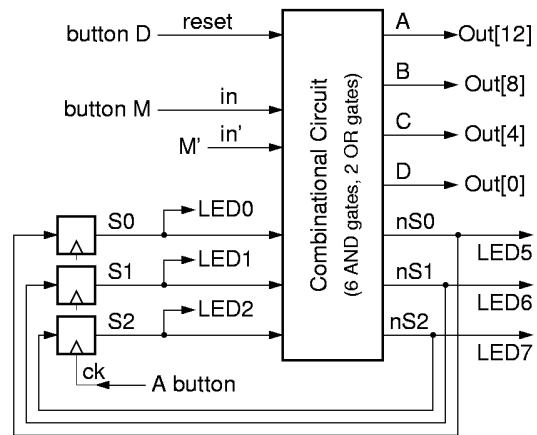 button D
reset
A
Out[12]
B
Out[8]
button M
in
C
Out[4]
M'
in'
D
Out[0]
Combinational Circuit
(6 AND gates, 2 OR gates)
S0
LED0
nS0
LED5
S1
LED1
nS1
LED6
S2
LED2
nS2
LED7
ck
A button